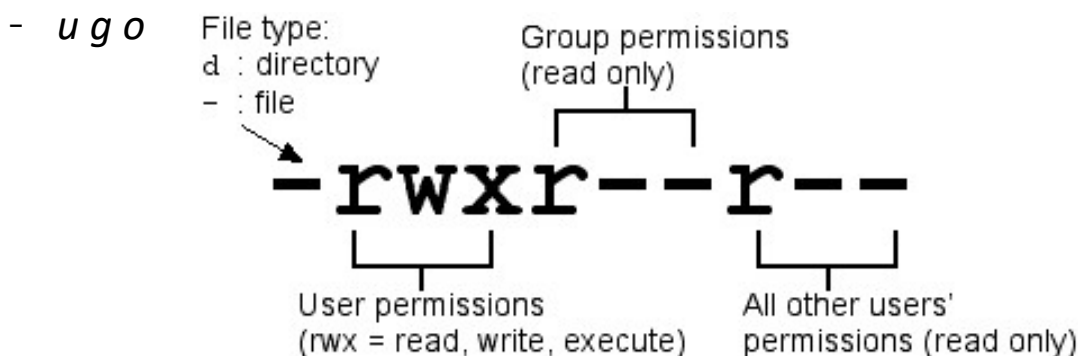 - u g o
File type:
d : directory
- : file
Group permissions
(read only)
-rwxr--r--
User permissions
(rwx = read, write, execute)
All other users'
permissions (read only)